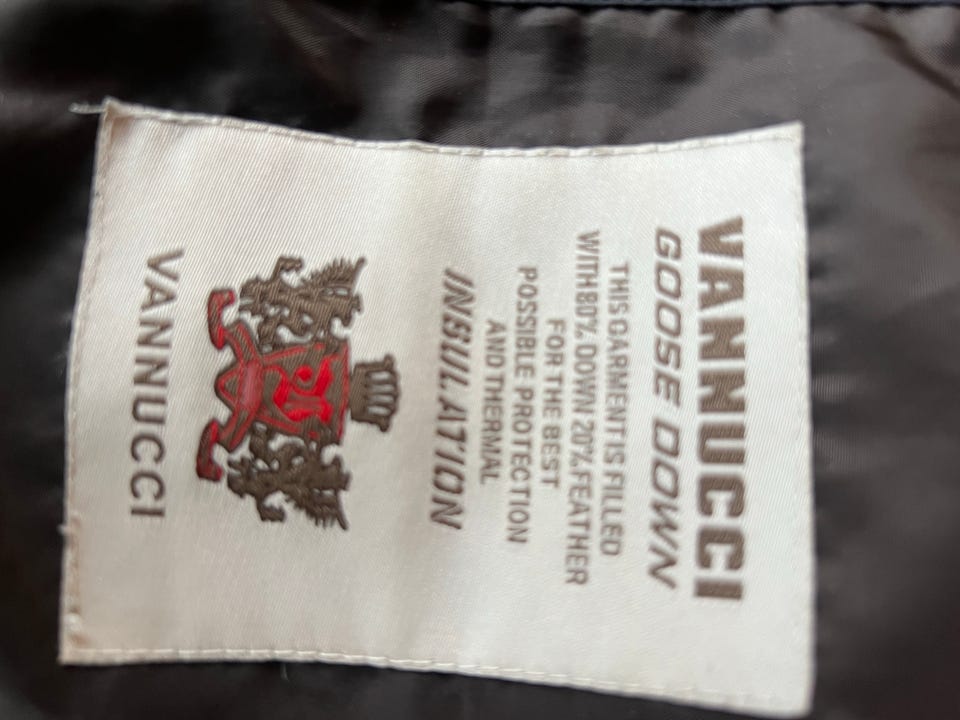 VANNUCCI
GOOSE DOWN
THIS GARMENT IS FILLED
WITH 80% DOWN 20% FEATHER
FOR THE BEST
POSSIBLE PROTECTION
AND THERMAL
INSULATION
VANNUCCI